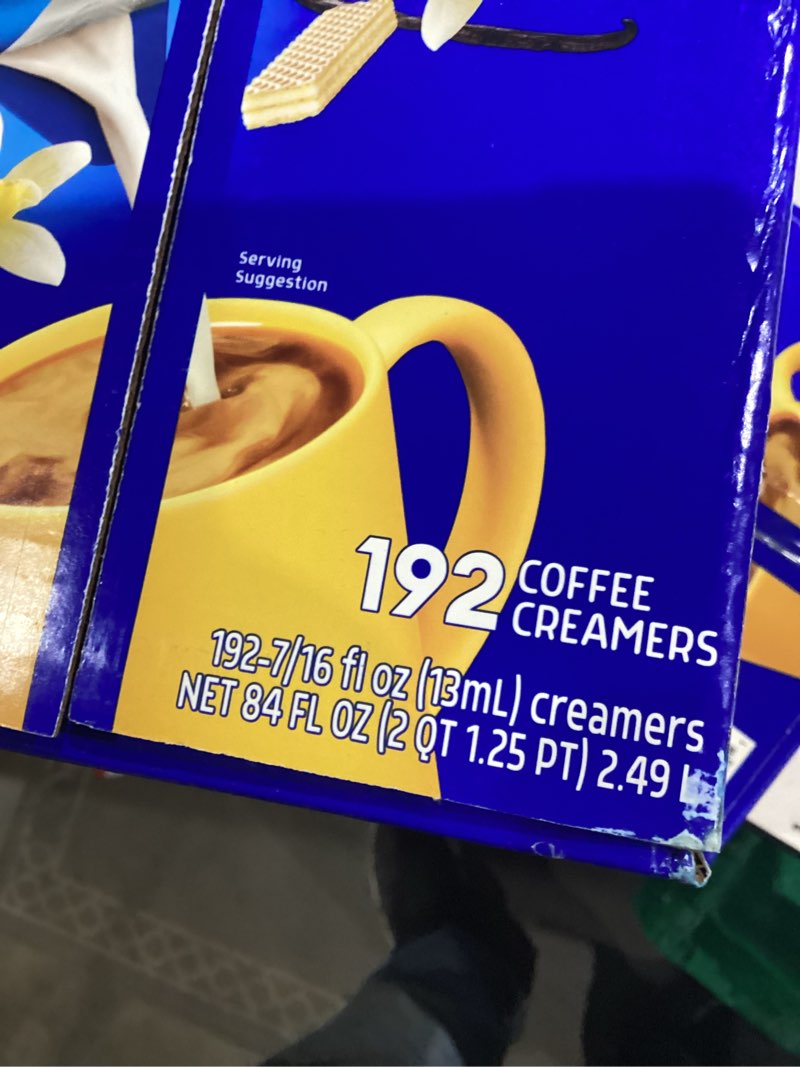 Serving
Suggestion
192 COFFEE
CREAMERS
192-7/16 fl oz (13mL) creamers
NET 84 FL OZ (2 QT 1.25 PT) 2.49 L